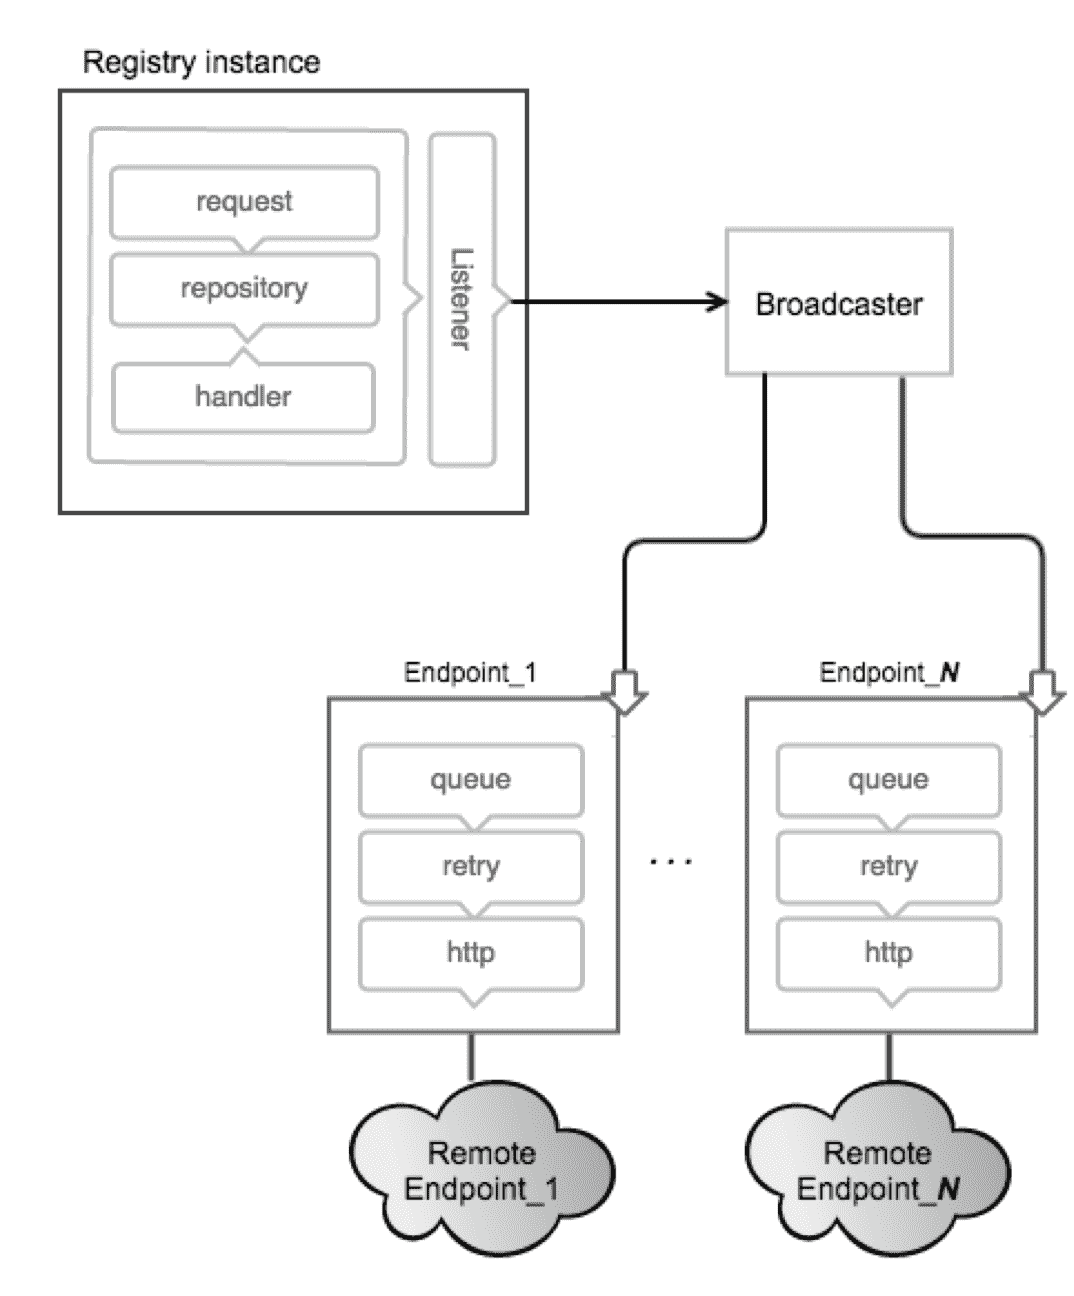 Registry instance
request
repository
handler
Listener
Broadcaster
Endpoint_1
queue
retry
http
...
Endpoint_N
queue
retry
http
Remote
Endpoint_1
Remote
Endpoint_N